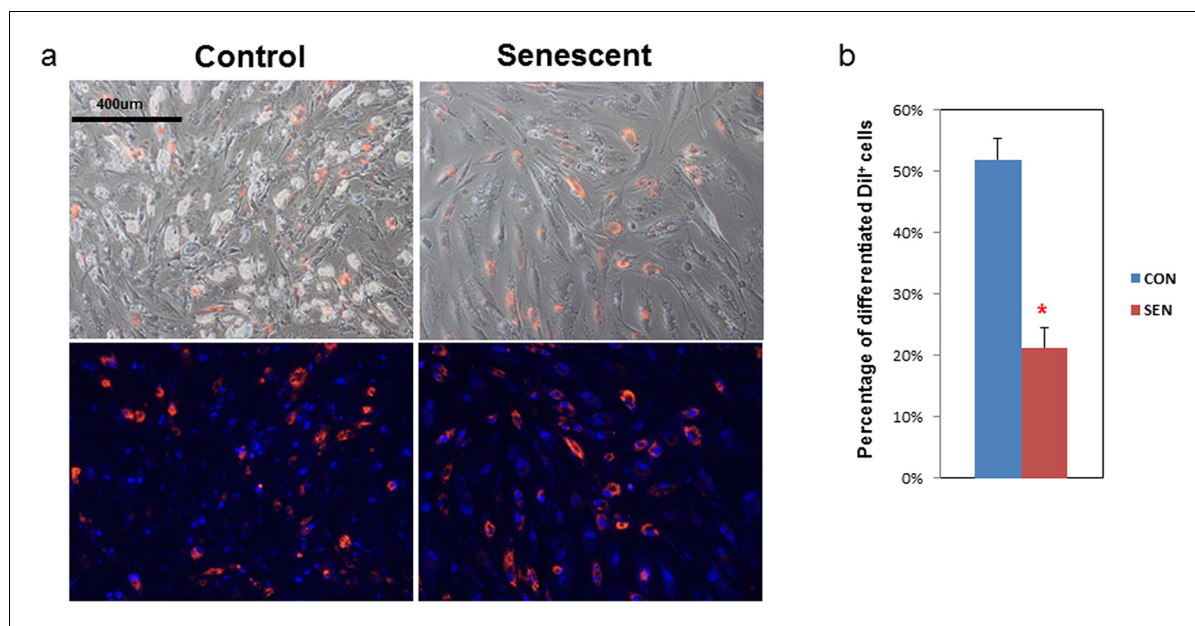 a
Control
Senescent
400um
b
Percentage of differentiated DiI⁺ cells
60%
50%
40%
30%
20%
10%
0%
*
CON
SEN